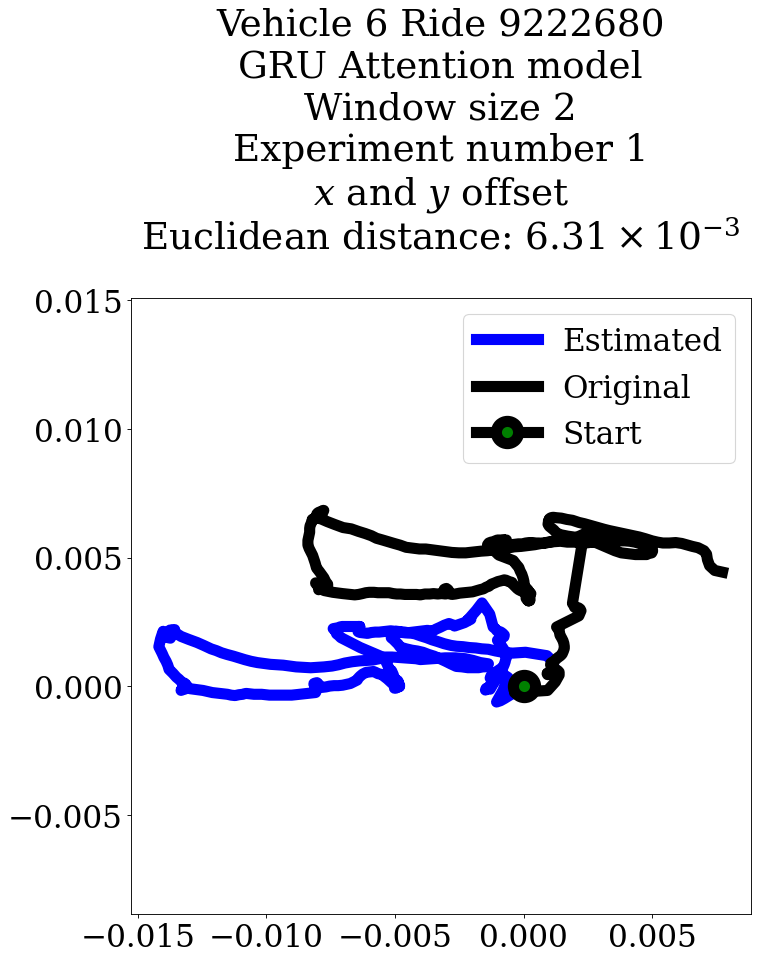 Vehicle 6 Ride 9222680
GRU Attention model
Window size 2
Experiment number 1
x and y offset
Euclidean distance: 6.31 × 10⁻³
Estimated
Original
Start
0.015
0.010
0.005
0.000
−0.005
−0.015 −0.010 −0.005 0.000 0.005